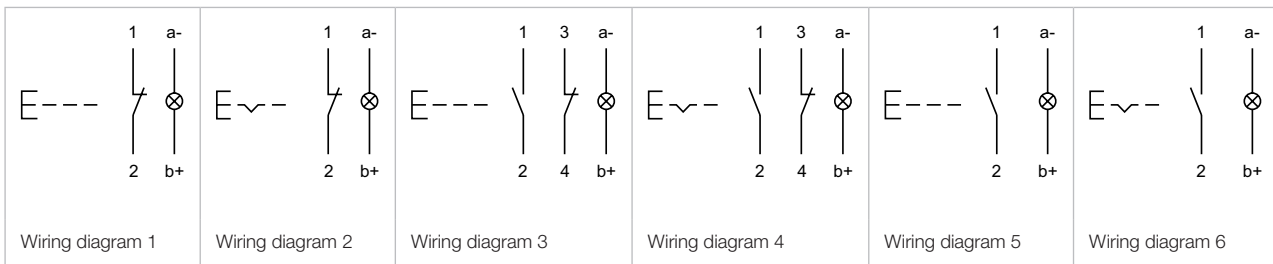 1 a- 1 a- 1 3 a- 1 3 a- 1 a- 1 a-
2 b+ 2 b+ 2 4 b+ 2 4 b+ 2 b+ 2 b+
Wiring diagram 1 Wiring diagram 2 Wiring diagram 3 Wiring diagram 4 Wiring diagram 5 Wiring diagram 6